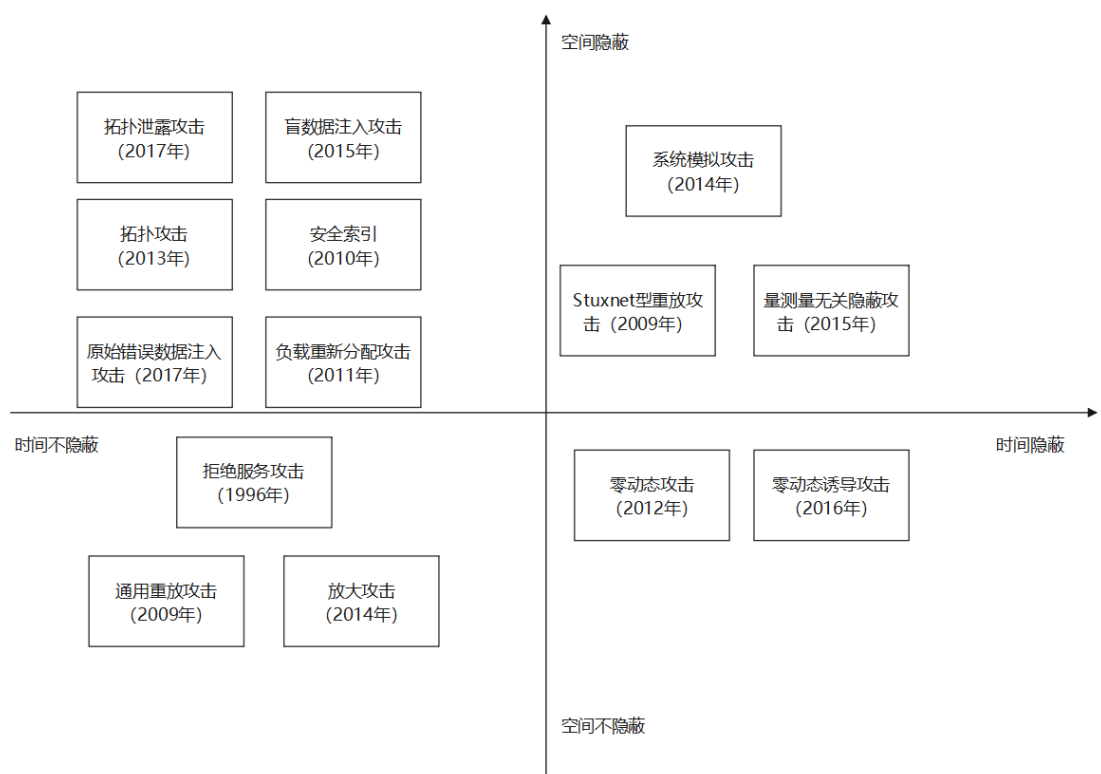 空间隐蔽
拓扑泄露攻击
(2017年)
盲数据注入攻击
(2015年)
系统模拟攻击
(2014年)
拓扑攻击
(2013年)
安全索引
(2010年)
Stuxnet型重放攻
击（2009年）
量测量无关隐蔽攻
击（2015年）
原始错误数据注入
攻击（2017年）
负载重新分配攻击
（2011年）
时间不隐蔽
时间隐蔽
拒绝服务攻击
（1996年）
零动态攻击
（2012年）
零动态诱导攻击
（2016年）
通用重放攻击
（2009年）
放大攻击
（2014年）
空间不隐蔽